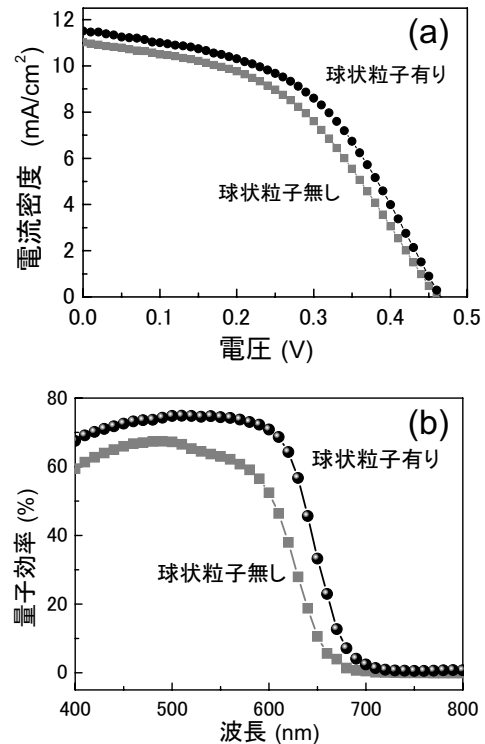 (a)
球状粒子有り
球状粒子無し
電流密度 (mA/cm²)
12
10
8
6
4
2
0
0.0 0.1 0.2 0.3 0.4 0.5
電圧 (V)
(b)
球状粒子有り
球状粒子無し
量子効率 (%)
80
60
40
20
0
400 500 600 700 800
波長 (nm)